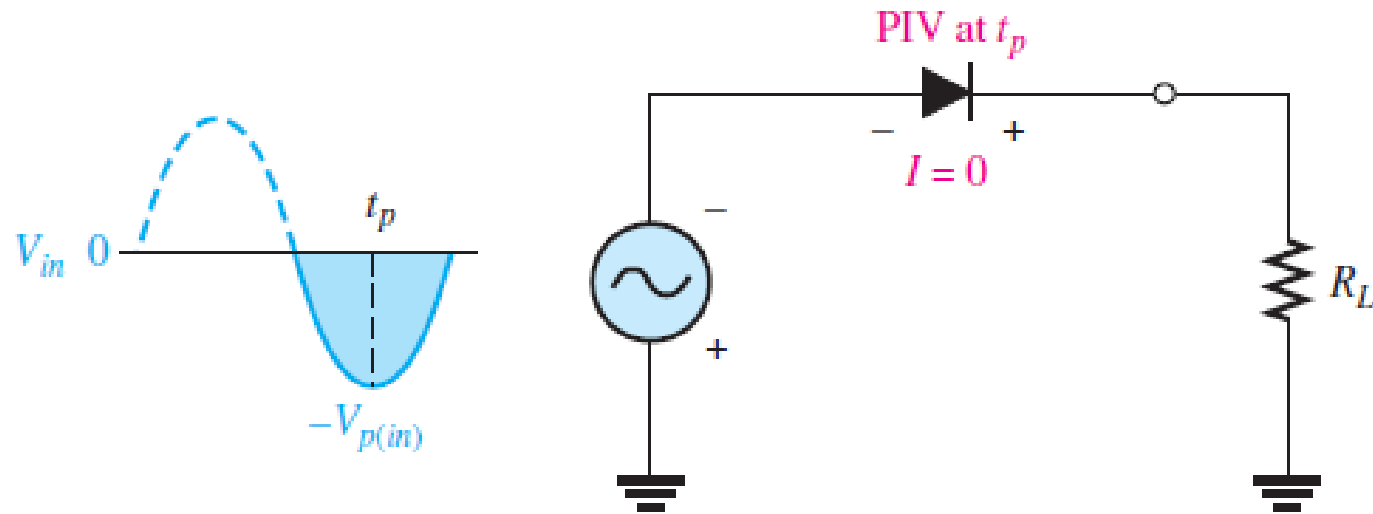 PIV at t_p
− +
I = 0
t_p
V_in 0
−V_p(in)
−
+
R_L